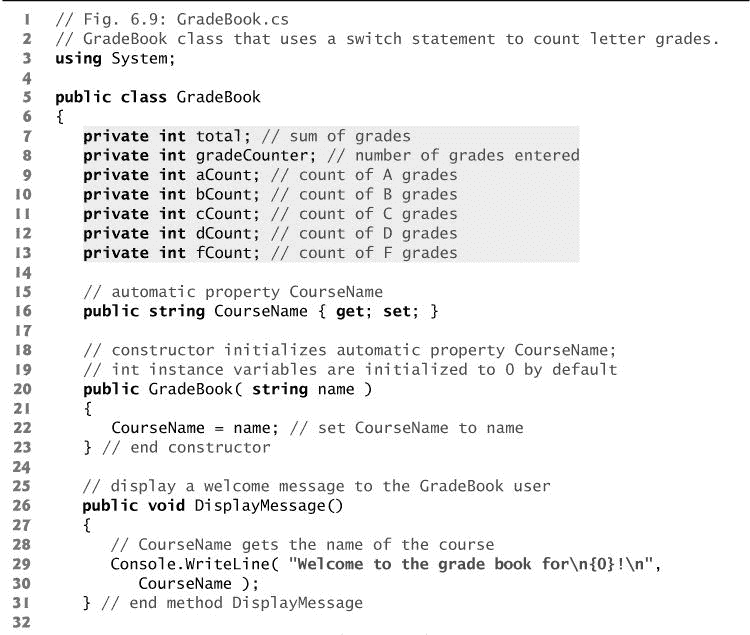 1 // Fig. 6.9: GradeBook.cs
2 // GradeBook class that uses a switch statement to count letter grades.
3 using System;
4
5 public class GradeBook
6 {
7 private int total; // sum of grades
8 private int gradeCounter; // number of grades entered
9 private int aCount; // count of A grades
10 private int bCount; // count of B grades
11 private int cCount; // count of C grades
12 private int dCount; // count of D grades
13 private int fCount; // count of F grades
14
15 // automatic property CourseName
16 public string CourseName { get; set; }
17
18 // constructor initializes automatic property CourseName;
19 // int instance variables are initialized to 0 by default
20 public GradeBook( string name )
21 {
22 CourseName = name; // set CourseName to name
23 } // end constructor
24
25 // display a welcome message to the GradeBook user
26 public void DisplayMessage()
27 {
28 // CourseName gets the name of the course
29 Console.WriteLine( "Welcome to the grade book for\n{0}!\n",
30 CourseName );
31 } // end method DisplayMessage
32